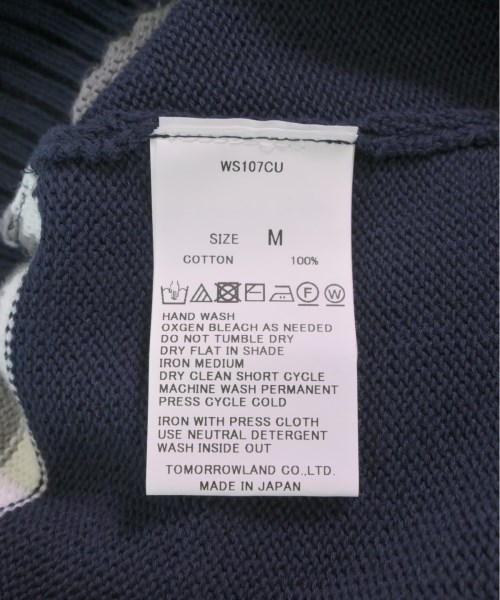 WS107CU
SIZE M
COTTON 100%
F W
HAND WASH
OXGEN BLEACH AS NEEDED
DO NOT TUMBLE DRY
DRY FLAT IN SHADE
IRON MEDIUM
DRY CLEAN SHORT CYCLE
MACHINE WASH PERMANENT
PRESS CYCLE COLD
IRON WITH PRESS CLOTH
USE NEUTRAL DETERGENT
WASH INSIDE OUT
TOMORROWLAND CO.,LTD.
MADE IN JAPAN